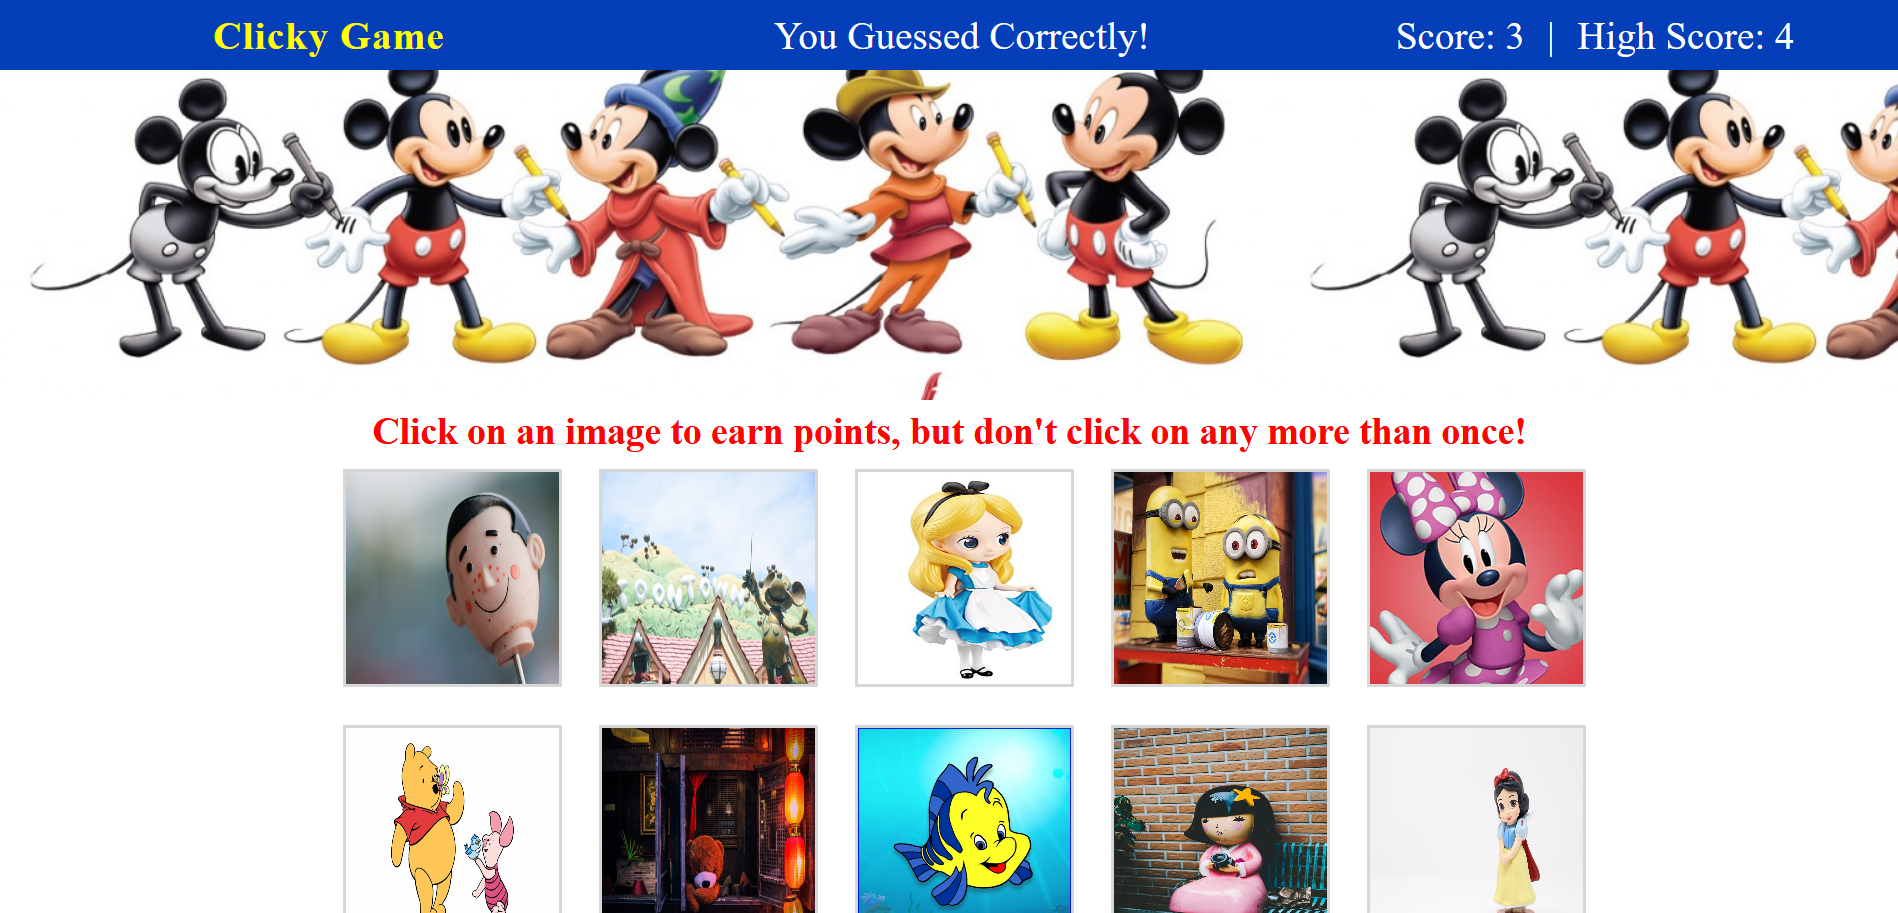 Clicky Game
You Guessed Correctly!
Score: 3 | High Score: 4
Click on an image to earn points, but don't click on any more than once!
TOONTOWN